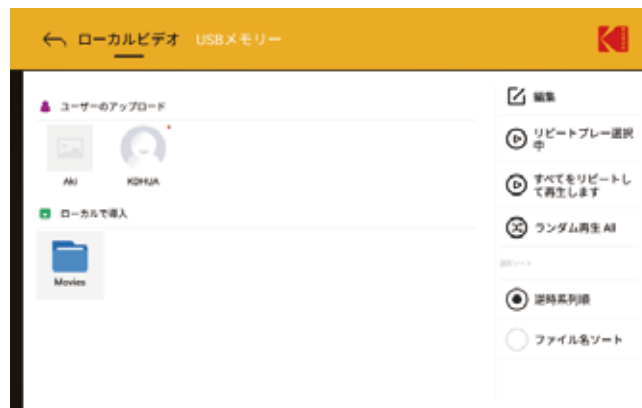 ローカルビデオ USBメモリー
ユーザーのアップロード
Aki KOHUA
ローカルで導入
Movies
編集
リピートプレー選択
中
すべてをリピートし
て再生します
ランダム再生 All
逆時系列順
ファイル名ソート